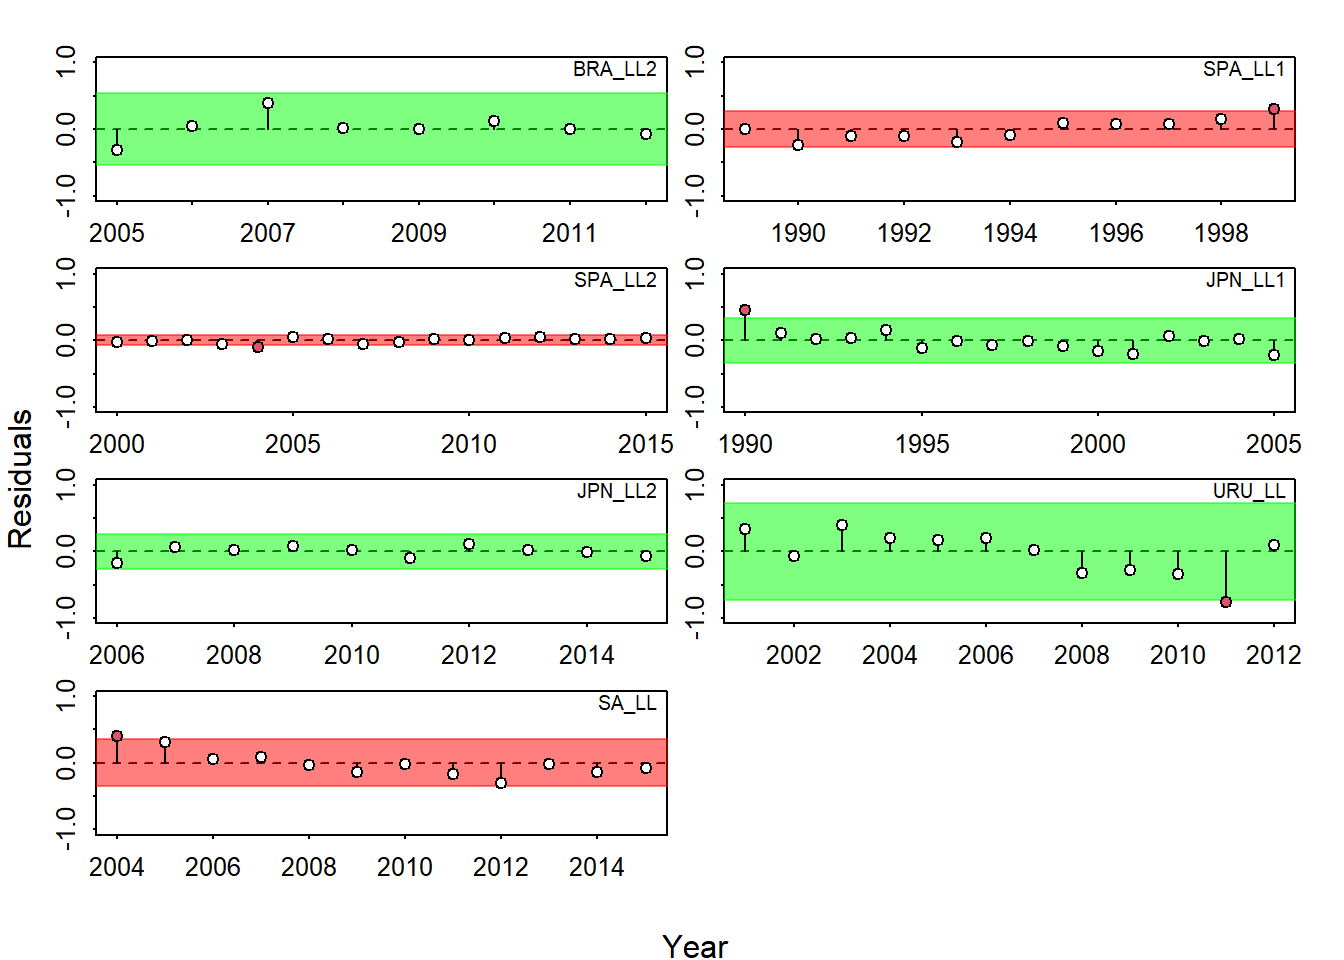 Residuals
1.0
0.0
-1.0
BRA_LL2
2005 2007 2009 2011
1.0
0.0
-1.0
SPA_LL1
1990 1992 1994 1996 1998
1.0
0.0
-1.0
SPA_LL2
2000 2005 2010 2015
1.0
0.0
-1.0
JPN_LL1
1990 1995 2000 2005
1.0
0.0
-1.0
JPN_LL2
2006 2008 2010 2012 2014
1.0
0.0
-1.0
URU_LL
2002 2004 2006 2008 2010 2012
1.0
0.0
-1.0
SA_LL
2004 2006 2008 2010 2012 2014
Year